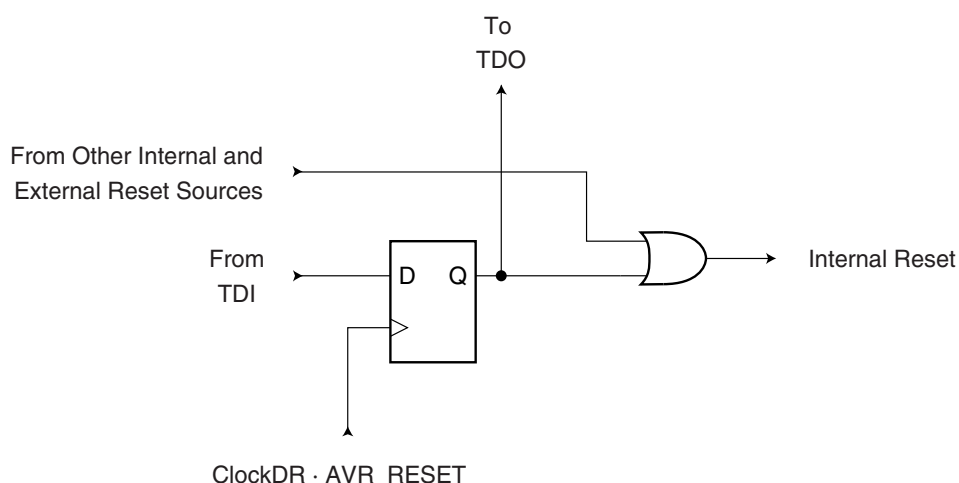 To
TDO
From Other Internal and
External Reset Sources
From
TDI
D Q
Internal Reset
ClockDR · AVR_RESET